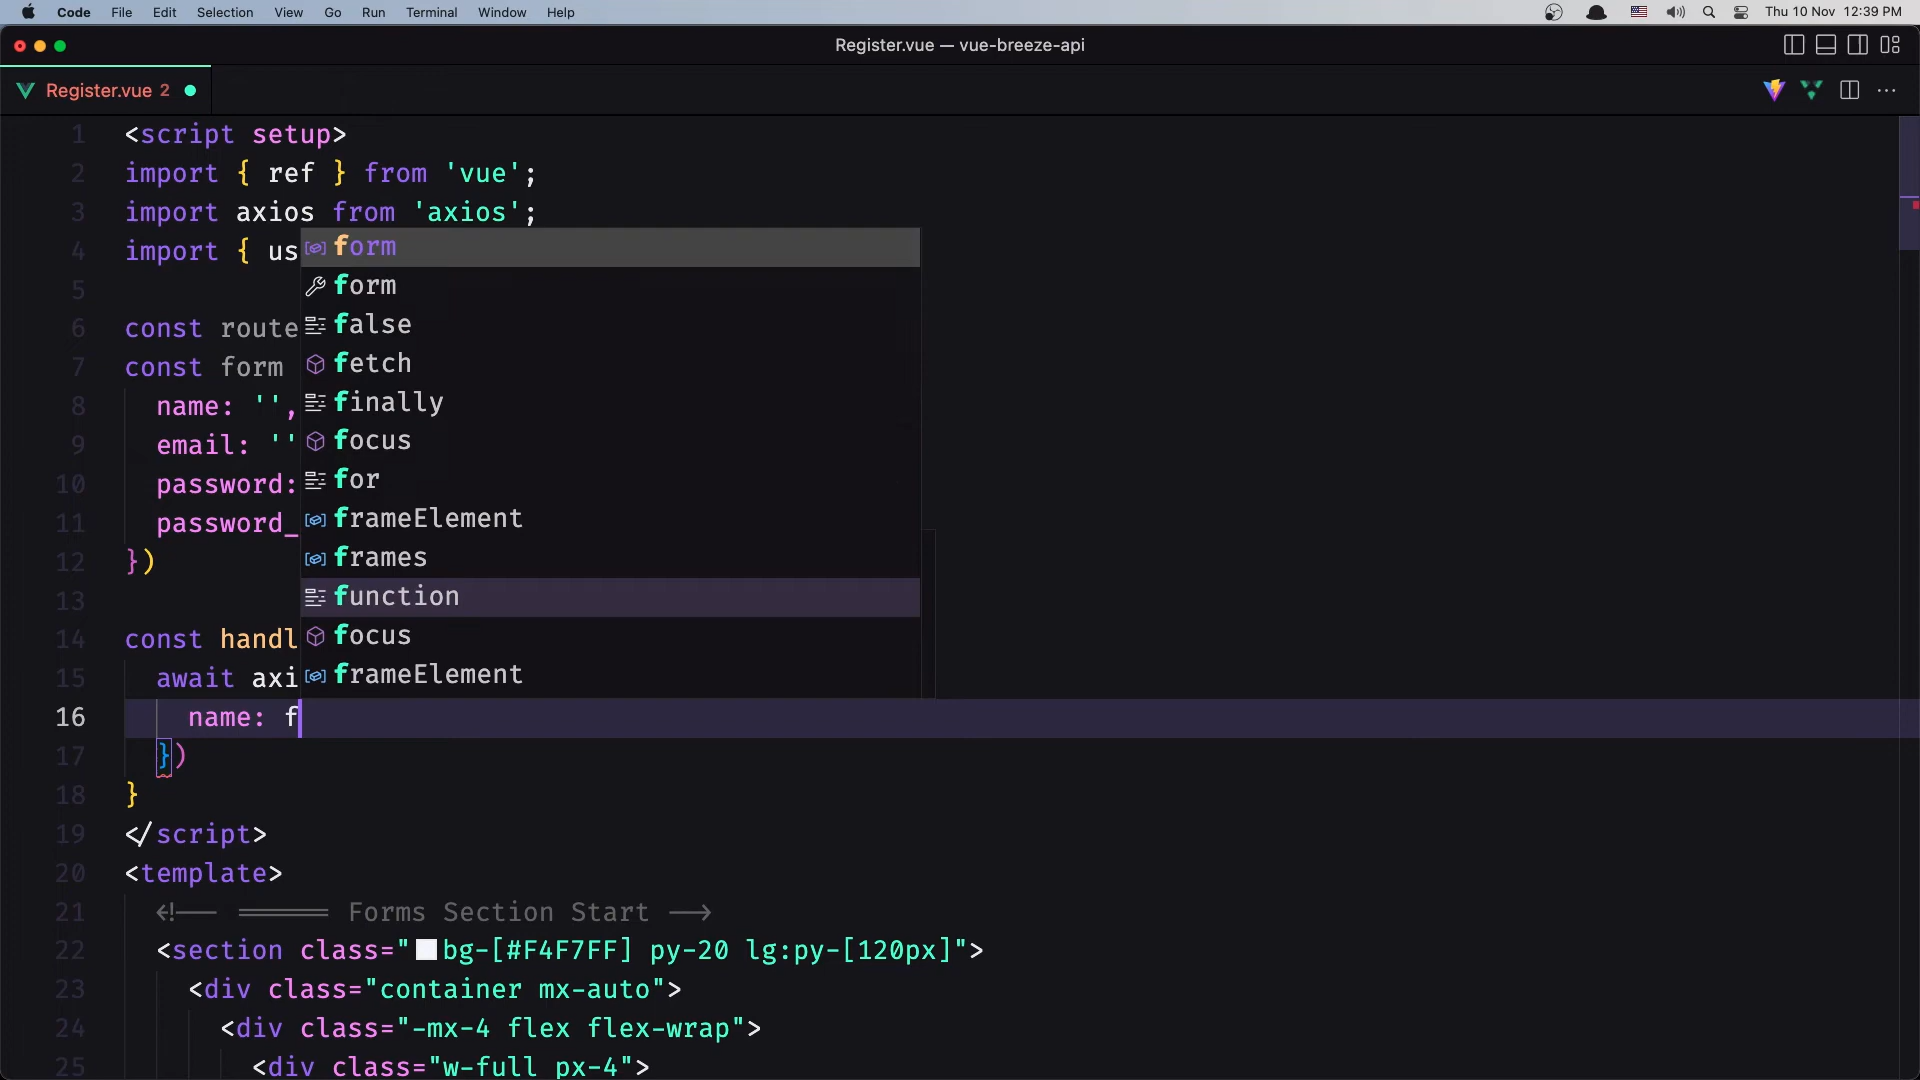 Code File Edit Selection View Go Run Terminal Window Help Thu 10 Nov 12:39 PM
Register.vue — vue-breeze-api
Register.vue 2
1 <script setup>
2 import { ref } from 'vue';
3 import axios from 'axios';
4 import { us
5
6 const route
7 const form
8 name: '',
9 email: ''
10 password:
11 password_
12 })
13
14 const handl
15 await axi
16 name: f
17 })
18 }
19 </script>
20 <template>
21 <!-- ====== Forms Section Start -->
22 <section class="bg-[#F4F7FF] py-20 lg:py-[120px]">
23 <div class="container mx-auto">
24 <div class="-mx-4 flex flex-wrap">
25 <div class="w-full px-4">
form
form
false
fetch
finally
focus
for
frameElement
frames
function
focus
frameElement